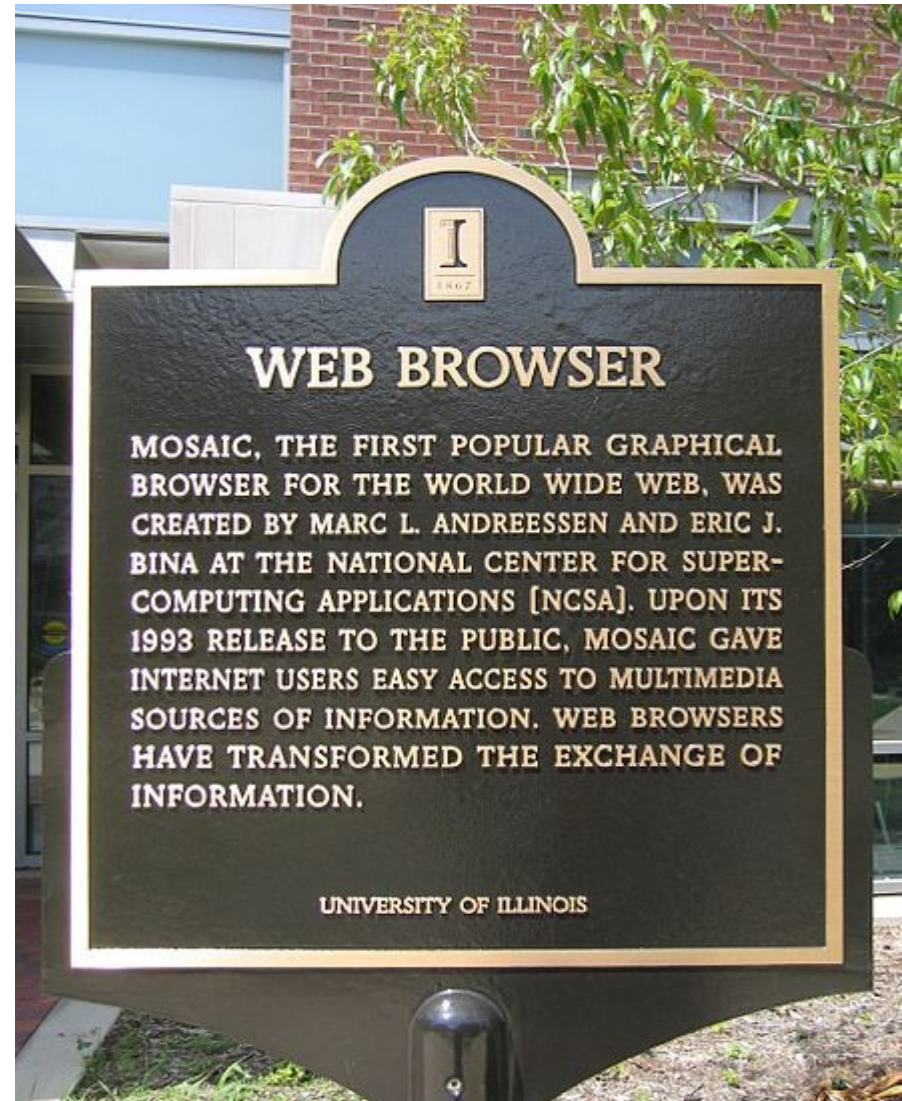 I
1867
WEB BROWSER
MOSAIC, THE FIRST POPULAR GRAPHICAL
BROWSER FOR THE WORLD WIDE WEB, WAS
CREATED BY MARC L. ANDREESSEN AND ERIC J.
BINA AT THE NATIONAL CENTER FOR SUPER-
COMPUTING APPLICATIONS [NCSA]. UPON ITS
1993 RELEASE TO THE PUBLIC, MOSAIC GAVE
INTERNET USERS EASY ACCESS TO MULTIMEDIA
SOURCES OF INFORMATION. WEB BROWSERS
HAVE TRANSFORMED THE EXCHANGE OF
INFORMATION.
UNIVERSITY OF ILLINOIS